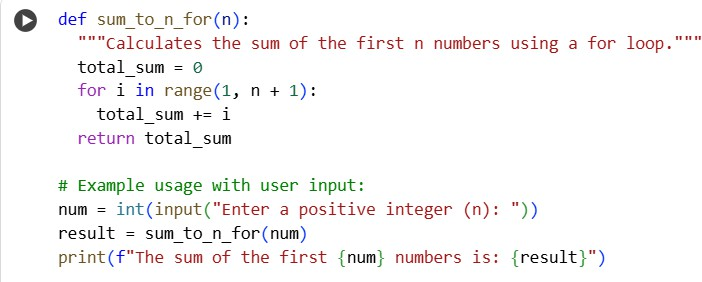 def sum_to_n_for(n):
  """Calculates the sum of the first n numbers using a for loop."""
  total_sum = 0
  for i in range(1, n + 1):
    total_sum += i
  return total_sum

# Example usage with user input:
num = int(input("Enter a positive integer (n): "))
result = sum_to_n_for(num)
print(f"The sum of the first {num} numbers is: {result}")